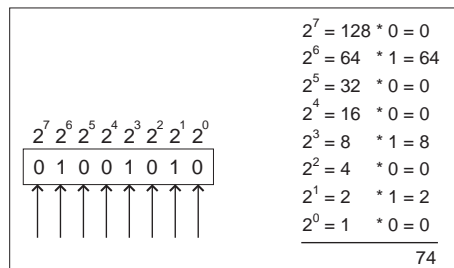 2⁷ 2⁶ 2⁵ 2⁴ 2³ 2² 2¹ 2⁰
0 1 0 0 1 0 1 0
2⁷ = 128 * 0 = 0
2⁶ = 64 * 1 = 64
2⁵ = 32 * 0 = 0
2⁴ = 16 * 0 = 0
2³ = 8 * 1 = 8
2² = 4 * 0 = 0
2¹ = 2 * 1 = 2
2⁰ = 1 * 0 = 0
74